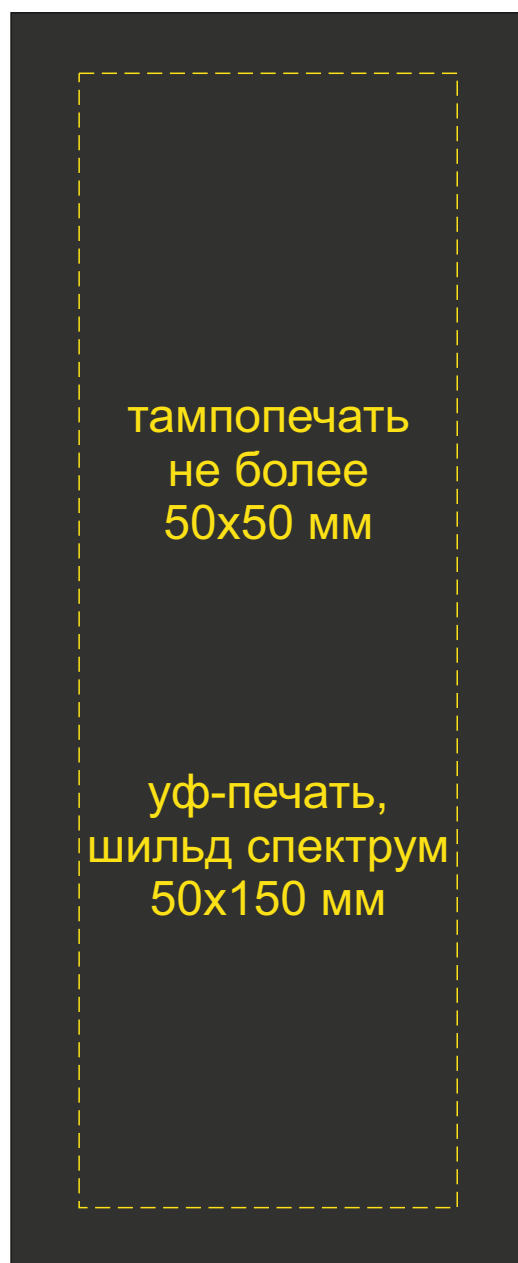 тампопечать
не более
50х50 мм
уф-печать,
шильд спектрум
50х150 мм